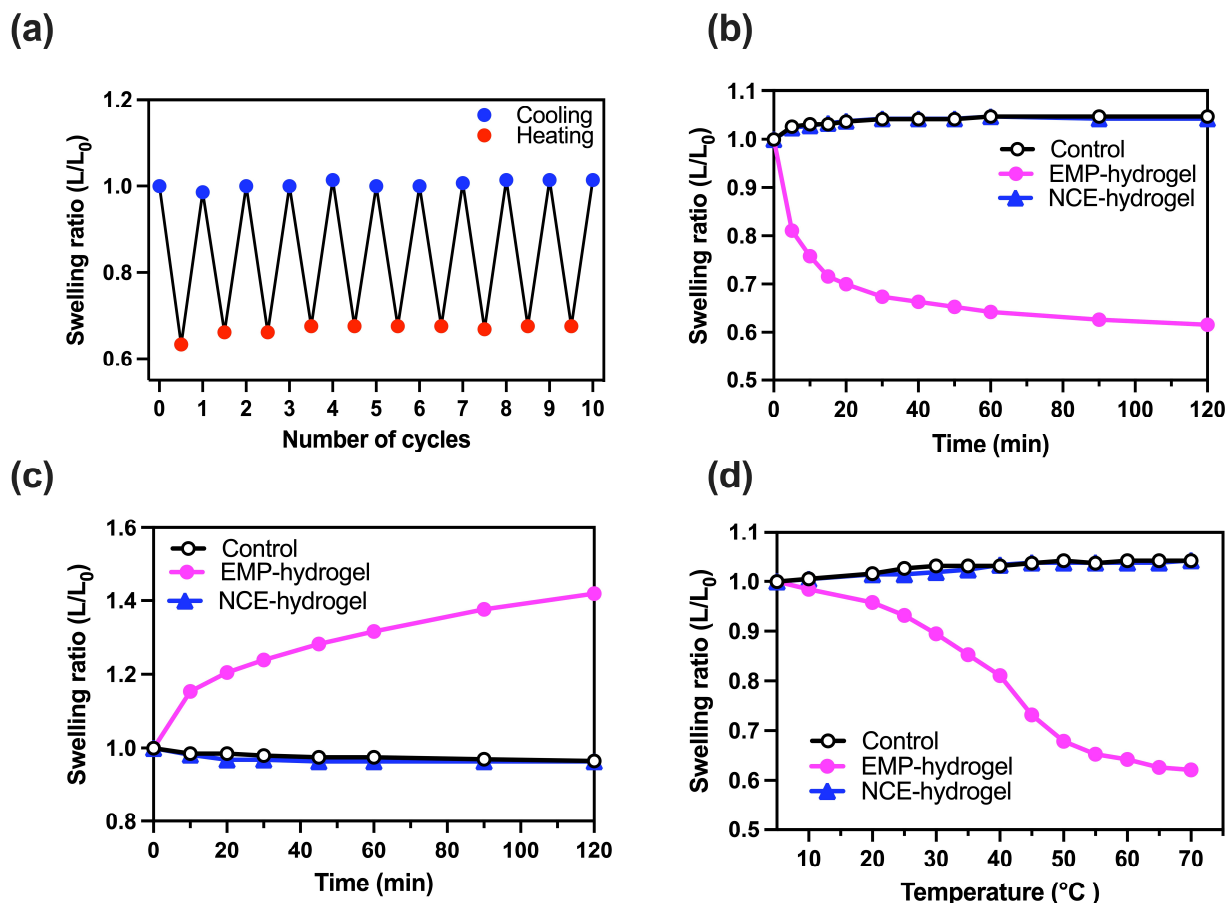 (a)
1.2
1.0
0.8
0.6
Swelling ratio (L/L₀)
Cooling
Heating
0 1 2 3 4 5 6 7 8 9 10
Number of cycles
(b)
1.1
1.0
0.9
0.8
0.7
0.6
0.5
Swelling ratio (L/L₀)
Control
EMP-hydrogel
NCE-hydrogel
0 20 40 60 80 100 120
Time (min)
(c)
1.6
1.4
1.2
1.0
0.8
Swelling ratio (L/L₀)
Control
EMP-hydrogel
NCE-hydrogel
0 20 40 60 80 100 120
Time (min)
(d)
1.1
1.0
0.9
0.8
0.7
0.6
0.5
Swelling ratio (L/L₀)
Control
EMP-hydrogel
NCE-hydrogel
10 20 30 40 50 60 70
Temperature (°C )